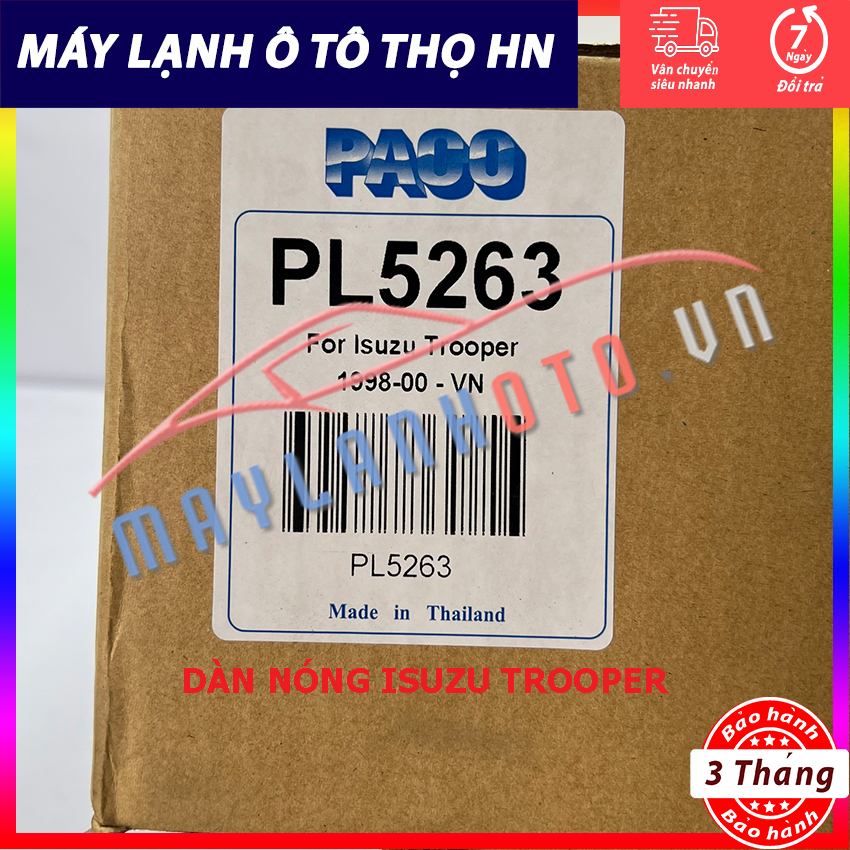 MÁY LẠNH Ô TÔ THỌ HN
Vân chuyển
siêu nhanh
7
Ngày
Đổi trả
PACO
PL5263
For Isuzu Trooper
1998-00 - VN
MAYLANHOTO.VN
PL5263
Made in Thailand
DÀN NÓNG ISUZU TROOPER
Bảo hành
3 Tháng
Bảo hành